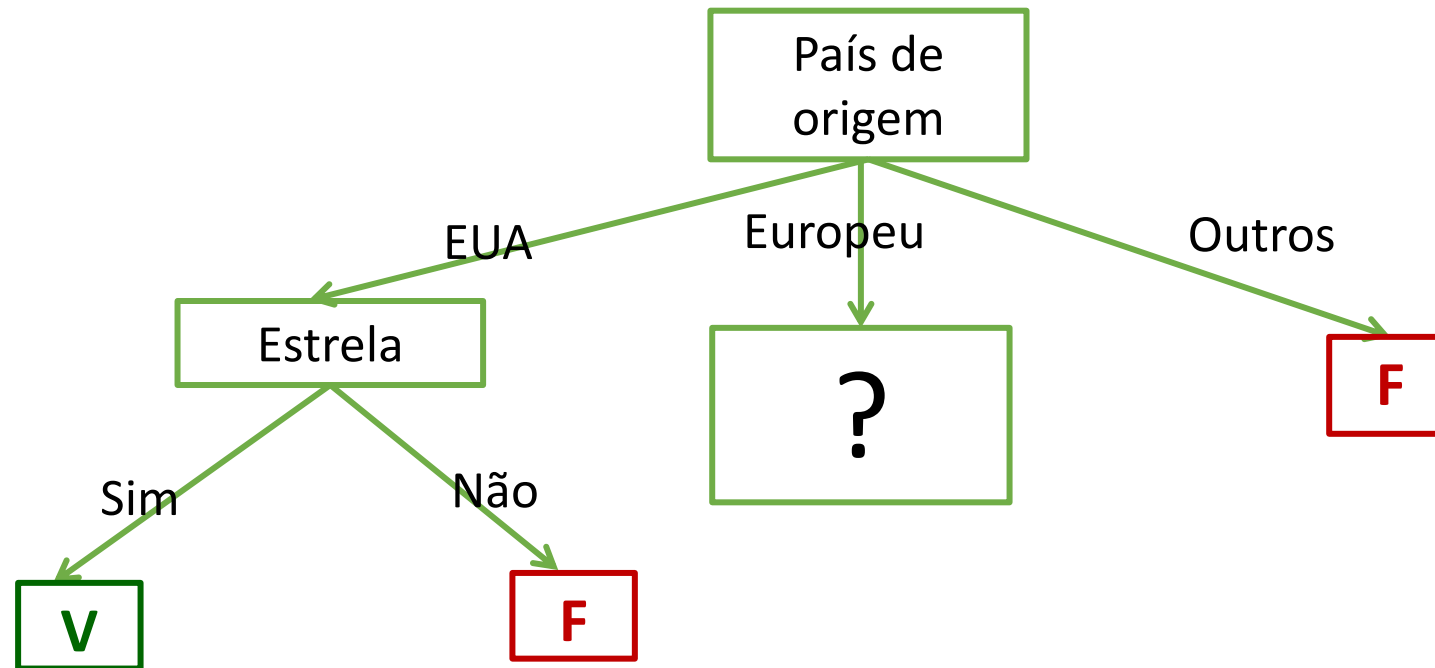 País de
origem
EUA
Europeu
Outros
Estrela
?
F
Sim
Não
V
F